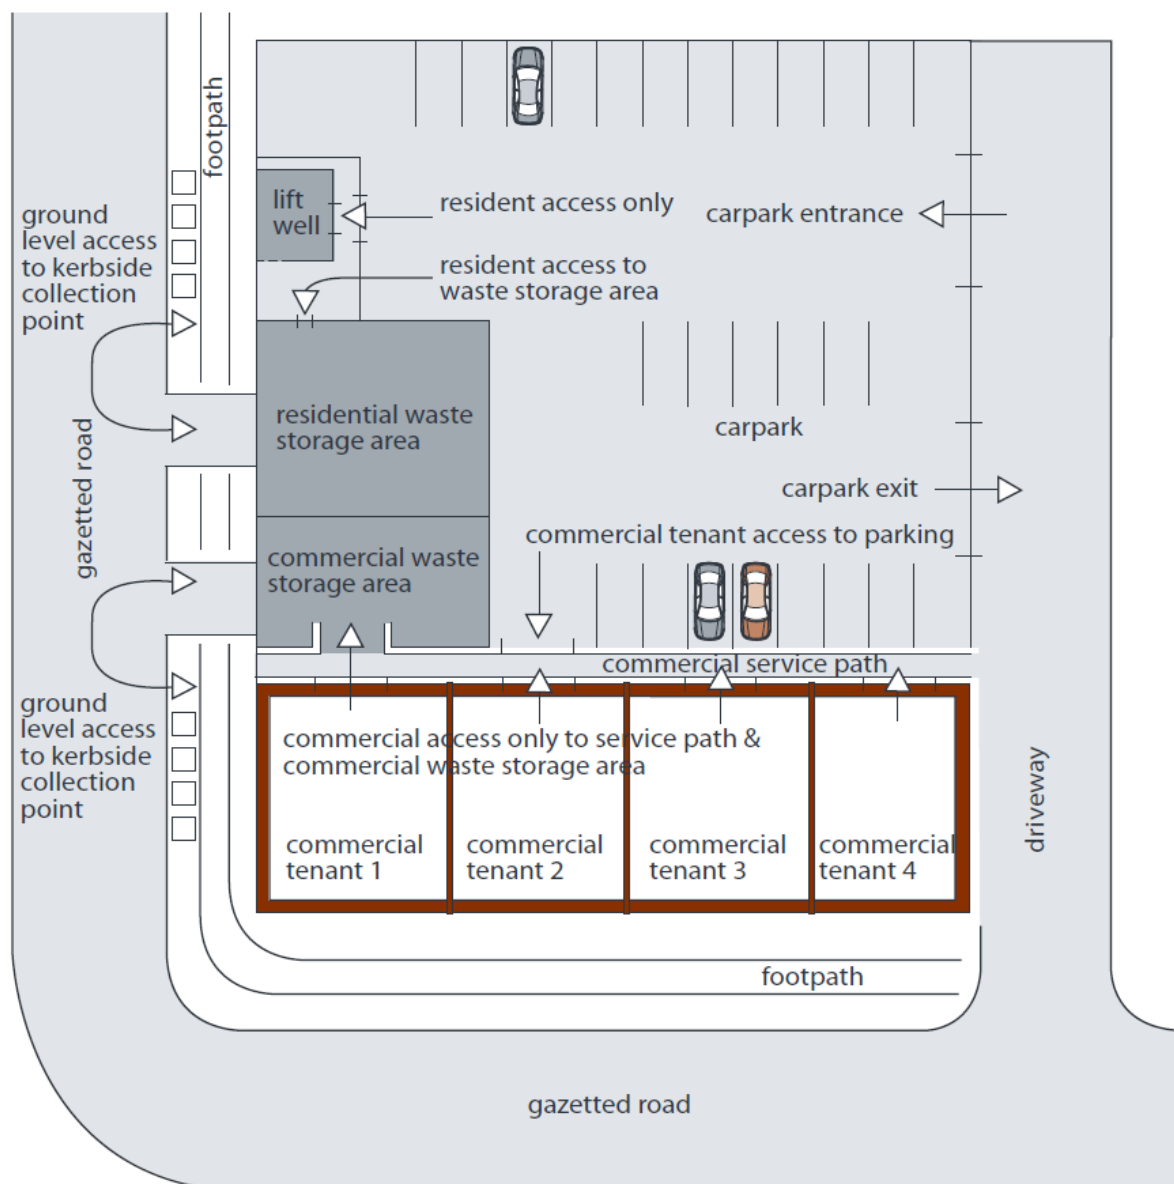 footpath
ground
level access
to kerbside
collection
point
lift
well
resident access only
carpark entrance
resident access to
waste storage area
gazetted road
residential waste
storage area
carpark
carpark exit
commercial tenant access to parking
commercial waste
storage area
commercial service path
ground
level access
to kerbside
collection
point
commercial access only to service path &
commercial waste storage area
driveway
commercial
tenant 1
commercial
tenant 2
commercial
tenant 3
commercial
tenant 4
footpath
gazetted road